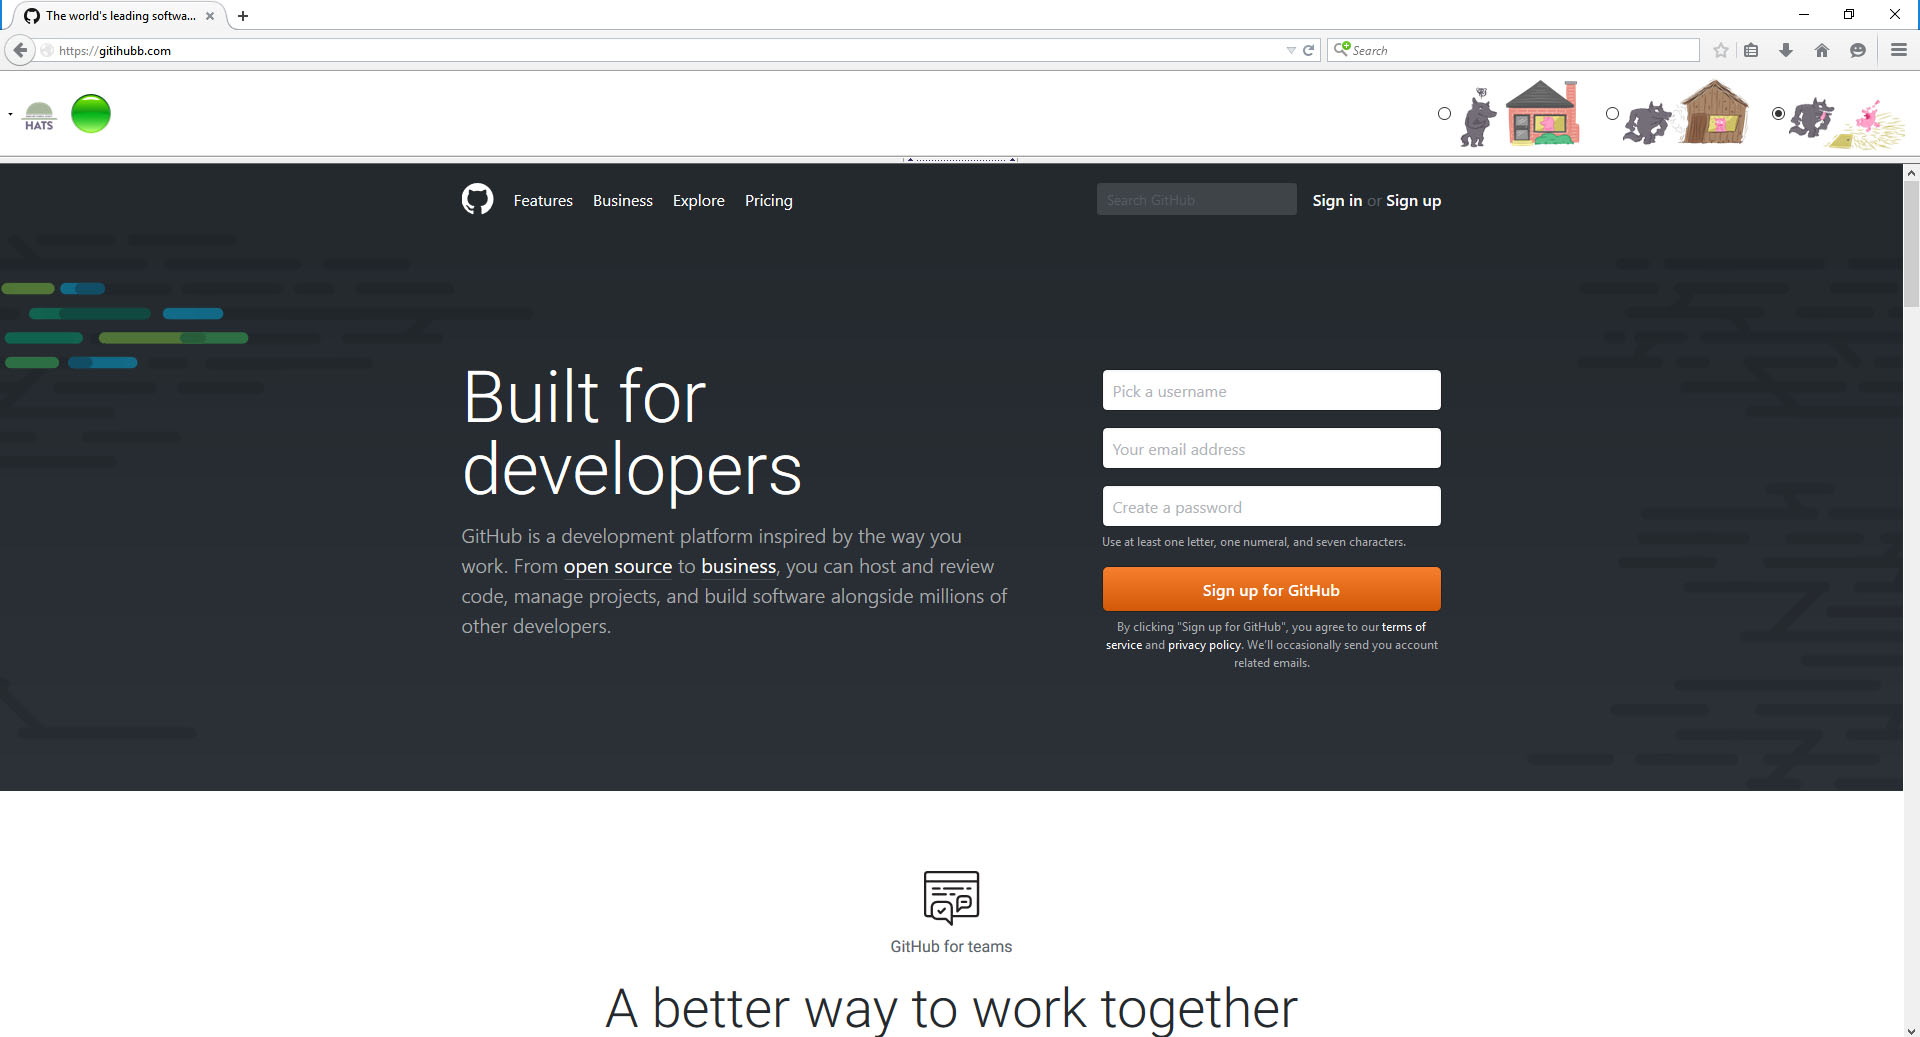 The world's leading softwa...
https://gitihubb.com
Search
HATS
Features Business Explore Pricing
Search GitHub
Sign in or Sign up
Built for
developers
GitHub is a development platform inspired by the way you
work. From open source to business, you can host and review
code, manage projects, and build software alongside millions of
other developers.
Pick a username
Your email address
Create a password
Use at least one letter, one numeral, and seven characters.
Sign up for GitHub
By clicking "Sign up for GitHub", you agree to our terms of
service and privacy policy. We'll occasionally send you account
related emails.
GitHub for teams
A better way to work together